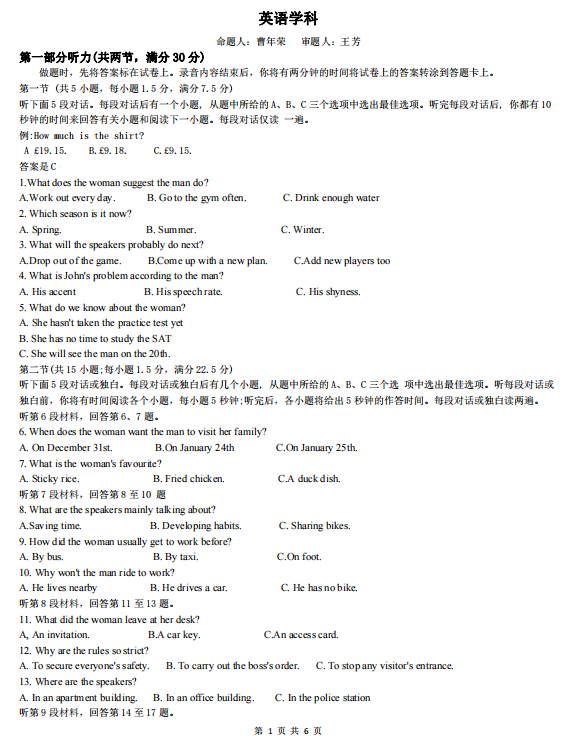 英语学科
命题人：曹年荣 审题人：王芳
第一部分听力(共两节，满分30分)
做题时，先将答案标在试卷上。录音内容结束后，你将有两分钟的时间将试卷上的答案转涂到答题卡上。
第一节 (共5小题，每小题1.5分，满分7.5分)
听下面5段对话。每段对话后有一个小题，从题中所给的A、B、C三个选项中选出最佳选项。听完每段对话后，你都有10
秒钟的时间来回答有关小题和阅读下一小题。每段对话仅读 一遍。
例:How much is the shirt?
A £19.15. B.£9.18. C.£9.15.
答案是C
1.What does the woman suggest the man do?
A.Work out every day. B. Go to the gym often. C. Drink enough water
2. Which season is it now?
A. Spring. B. Summer. C. Winter.
3. What will the speakers probably do next?
A.Drop out of the game. B.Come up with a new plan. C.Add new players too
4. What is John's problem according to the man?
A. His accent B. His speech rate. C. His shyness.
5. What do we know about the woman?
A. She hasn't taken the practice test yet
B. She has no time to study the SAT
C. She will see the man on the 20th.
第二节(共15小题;每小题1.5分，满分22.5分)
听下面5段对话或独白。每段对话或独白后有几个小题，从题中所给的A、B、C三个选 项中选出最佳选项。听每段对话或
独白前，你将有时间阅读各个小题，每小题5秒钟;听完后，各小题将给出5秒钟的作答时间。每段对话或独白读两遍。
听第6段材料，回答第6、7题。
6. When does the woman want the man to visit her family?
A. On December 31st. B.On January 24th C.On January 25th.
7. What is the woman's favourite?
A. Sticky rice. B. Fried chicken. C.A duck dish.
听第7段材料，回答第8至10 题
8. What are the speakers mainly talking about?
A.Saving time. B. Developing habits. C. Sharing bikes.
9. How did the woman usually get to work before?
A. By bus. B. By taxi. C.On foot.
10. Why won't the man ride to work?
A. He lives nearby B. He drives a car. C. He has no bike.
听第8段材料，回答第11至13题。
11. What did the woman leave at her desk?
A, An invitation. B.A car key. C.An access card.
12. Why are the rules so strict?
A. To secure everyone's safety. B. To carry out the boss's order. C. To stop any visitor's entrance.
13. Where are the speakers?
A. In an apartment building. B. In an office building. C. In the police station
听第9段材料，回答第14至17题。
第 1 页 共 6 页